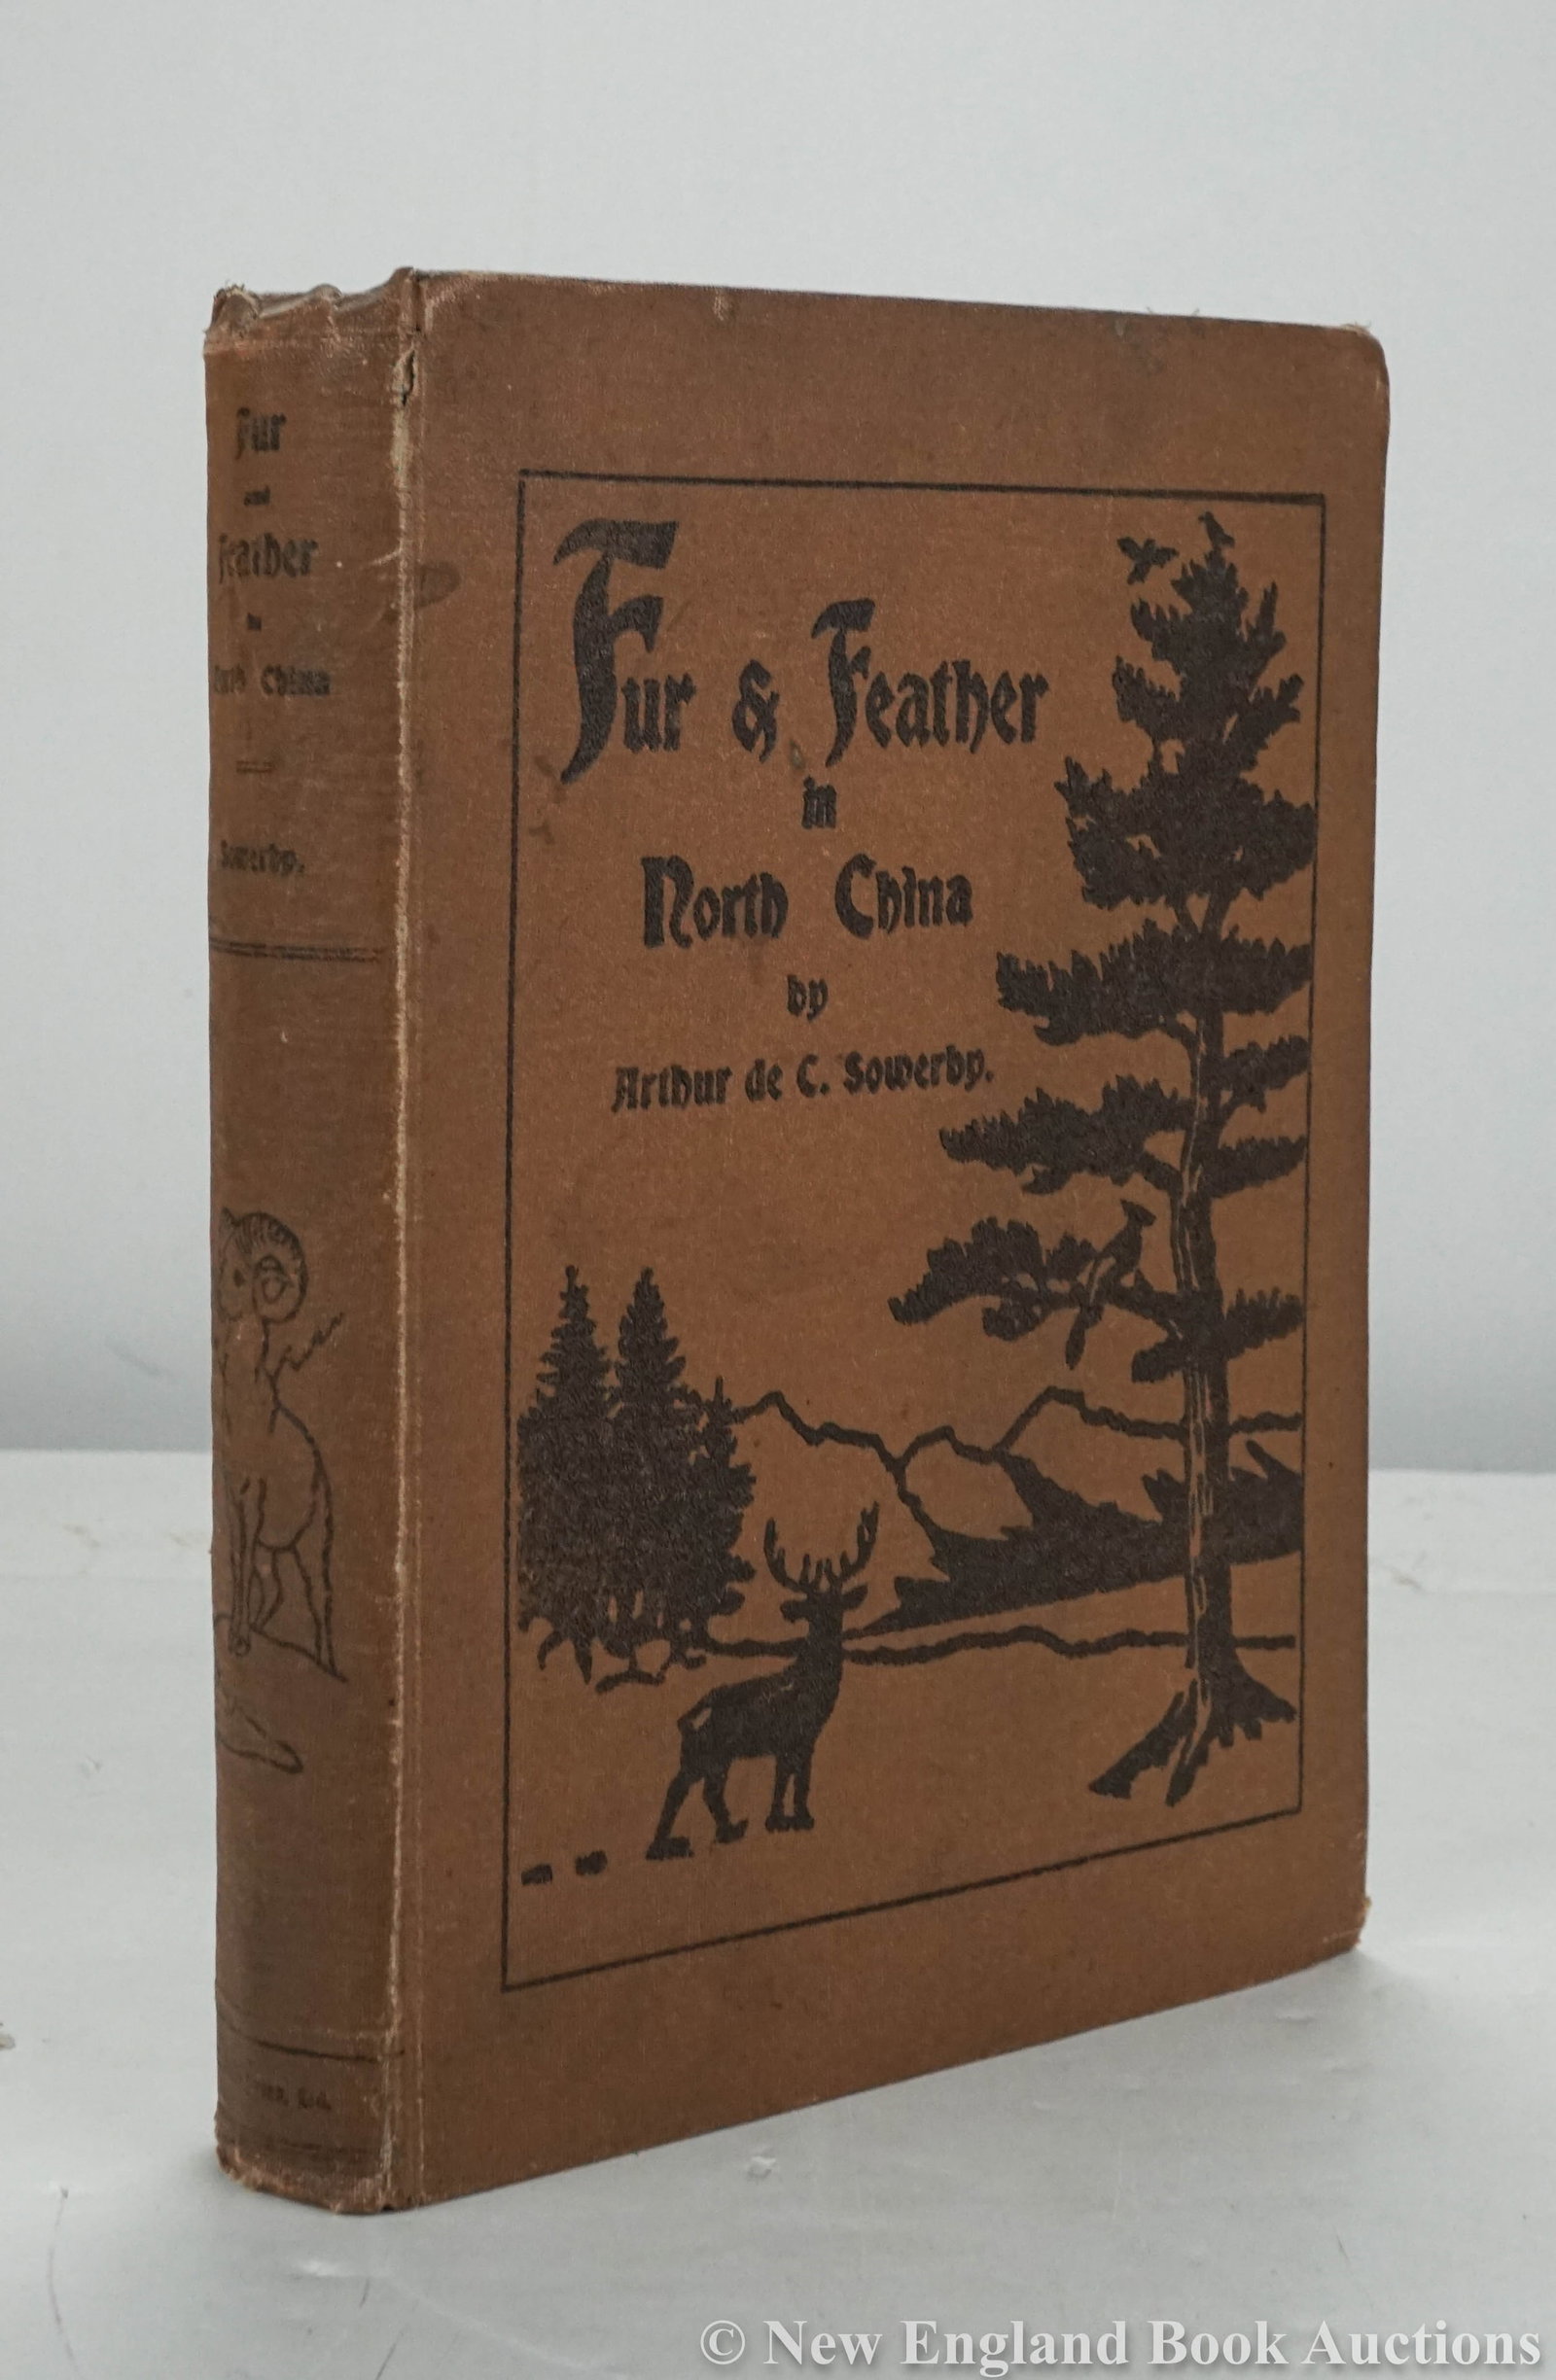 Fur
and
Feather
in
North China
Sowerby.
Ltd.
Fur & Feather
in
North China
by
Arthur de C. Sowerby.
© New England Book Auctions